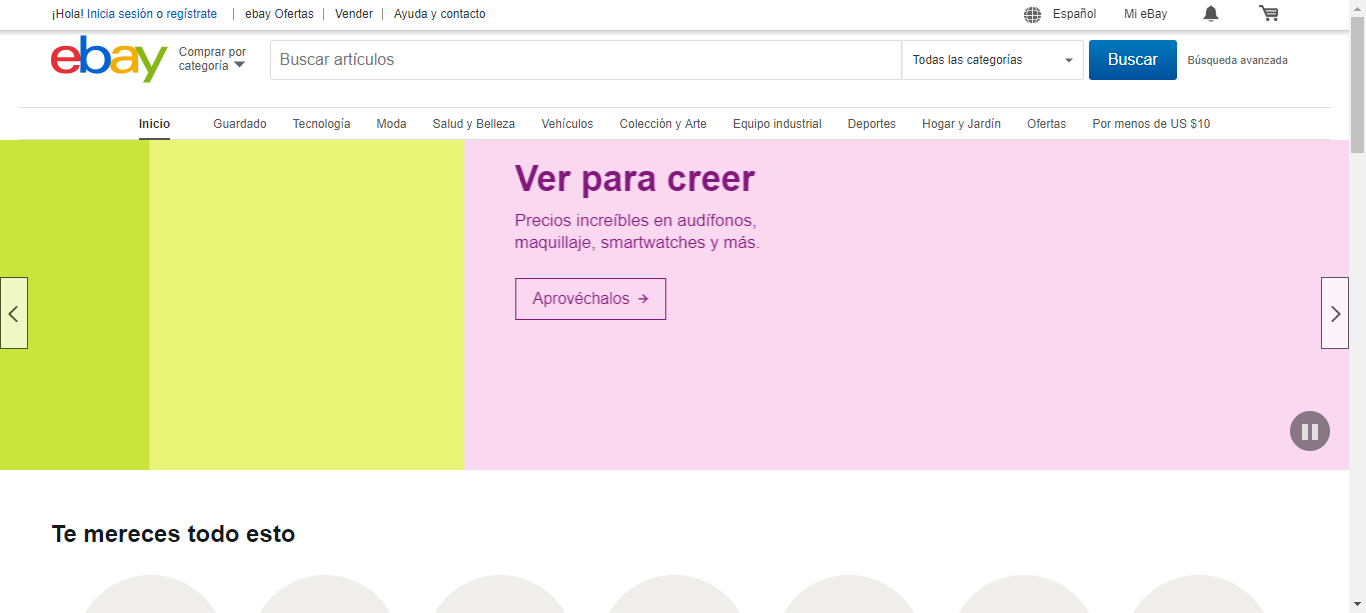 ¡Hola! Inicia sesión o regístrate | ebay Ofertas | Vender | Ayuda y contacto Español Mi eBay
ebay
Comprar por
categoría
Buscar artículos
Todas las categorías
Buscar
Búsqueda avanzada
Inicio Guardado Tecnología Moda Salud y Belleza Vehículos Colección y Arte Equipo industrial Deportes Hogar y Jardín Ofertas Por menos de US $10
Ver para creer
Precios increíbles en audífonos,
maquillaje, smartwatches y más.
Aprovéchalos →
Te mereces todo esto